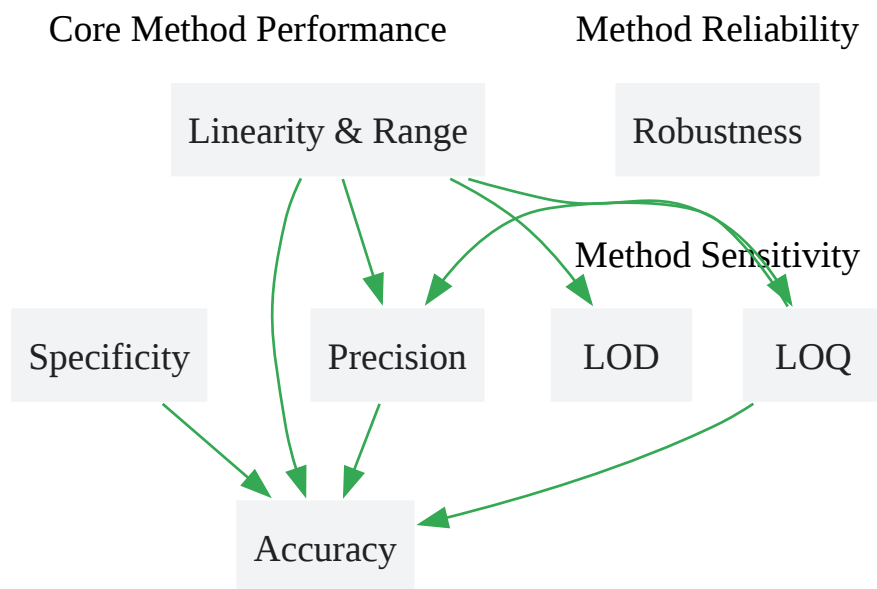 Core Method Performance
Method Reliability
Linearity & Range
Robustness
Method Sensitivity
Specificity
Precision
LOD
LOQ
Accuracy